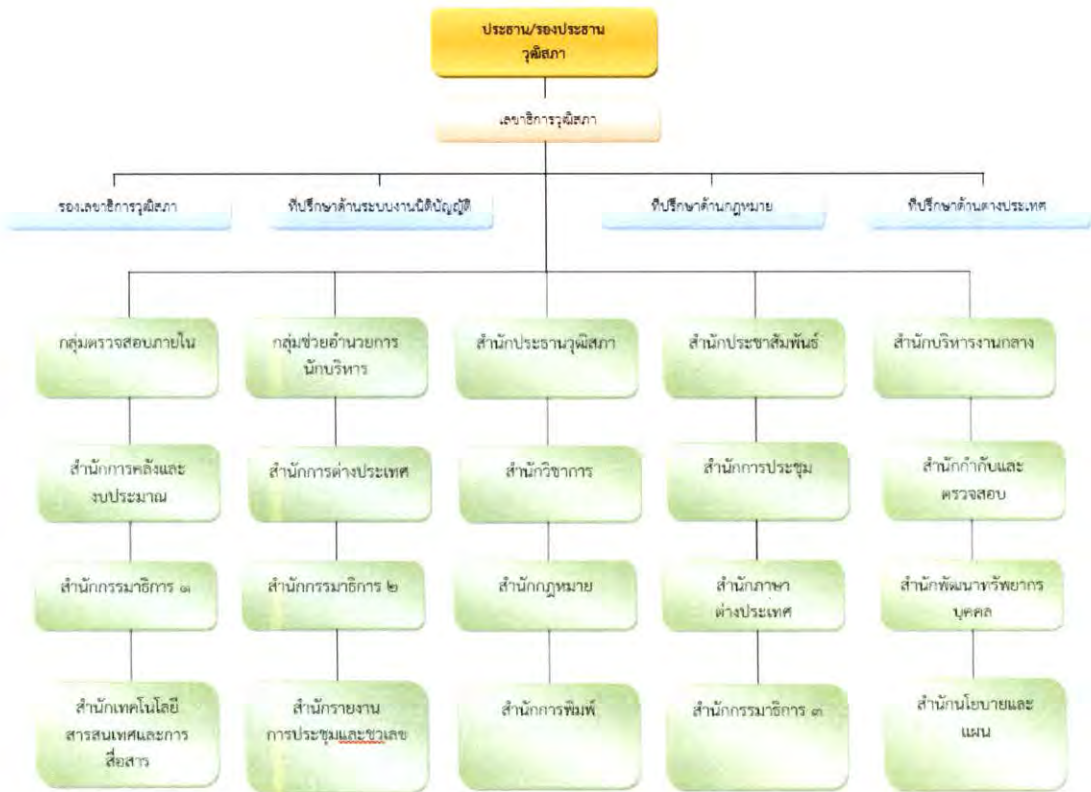 ประธาน/รองประธาน
วุฒิสภา
เลขาธิการวุฒิสภา
รองเลขาธิการวุฒิสภา
ที่ปรึกษาด้านระบบงานนิติบัญญัติ
ที่ปรึกษาด้านกฎหมาย
ที่ปรึกษาด้านต่างประเทศ
กลุ่มตรวจสอบภายใน
กลุ่มช่วยอำนวยการ
นักบริหาร
สำนักประธานวุฒิสภา
สำนักประชาสัมพันธ์
สำนักบริหารงานกลาง
สำนักการคลังและ
งบประมาณ
สำนักการต่างประเทศ
สำนักวิชาการ
สำนักการประชุม
สำนักกำกับและ
ตรวจสอบ
สำนักกรรมาธิการ ๑
สำนักกรรมาธิการ ๒
สำนักกฎหมาย
สำนักภาษา
ต่างประเทศ
สำนักพัฒนาทรัพยากร
บุคคล
สำนักเทคโนโลยี
สารสนเทศและการ
สื่อสาร
สำนักรายงาน
การประชุมและชวเลข
สำนักการพิมพ์
สำนักกรรมาธิการ ๓
สำนักนโยบายและ
แผน